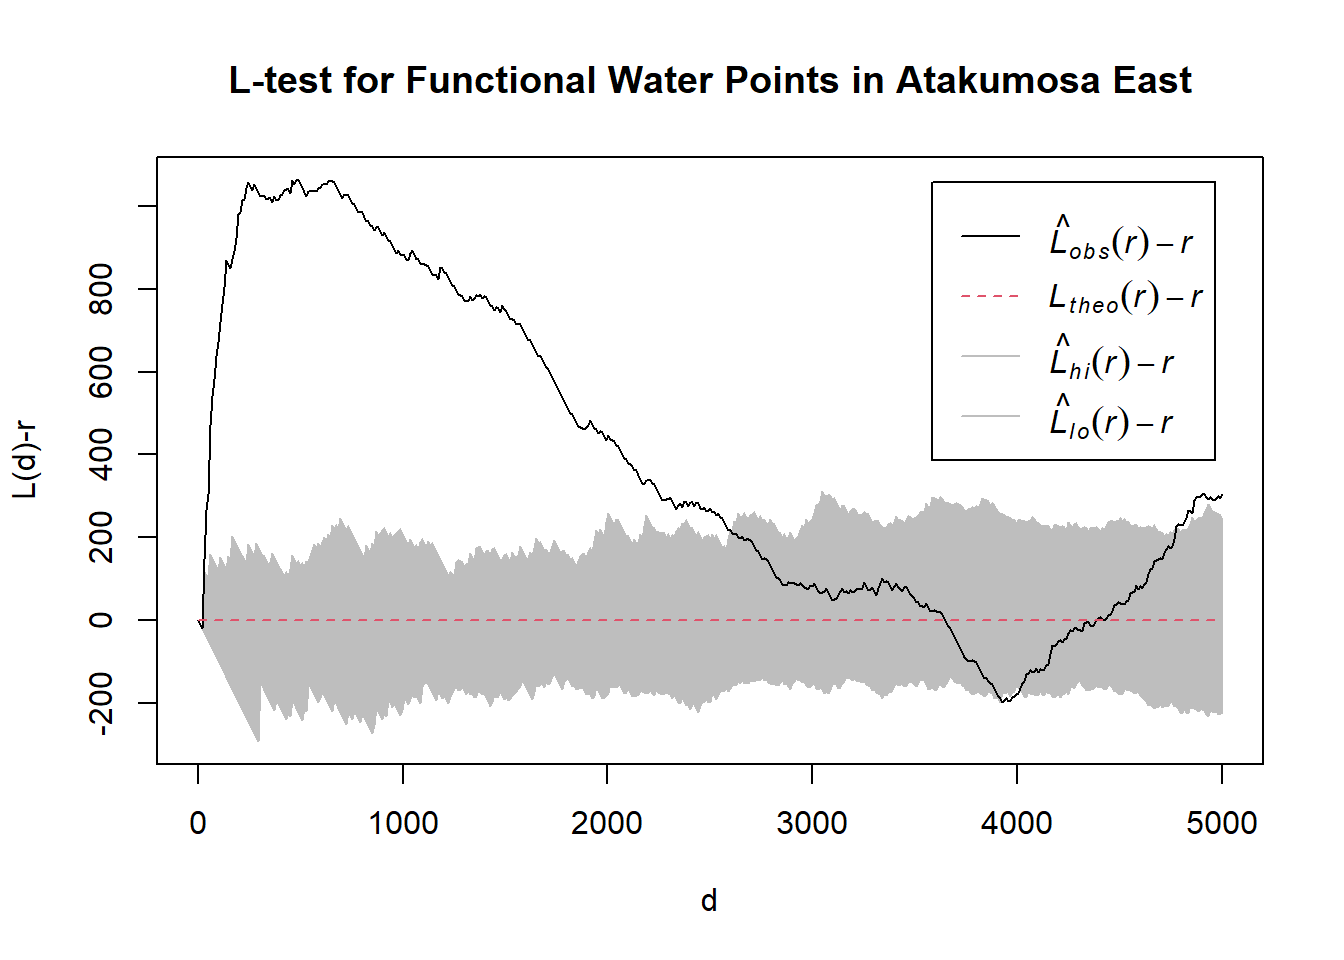 L-test for Functional Water Points in Atakumosa East
L(d)-r
800
600
400
200
0
-200
L̂obs(r) – r
Ltheo(r) – r
L̂hi(r) – r
L̂lo(r) – r
0 1000 2000 3000 4000 5000
d